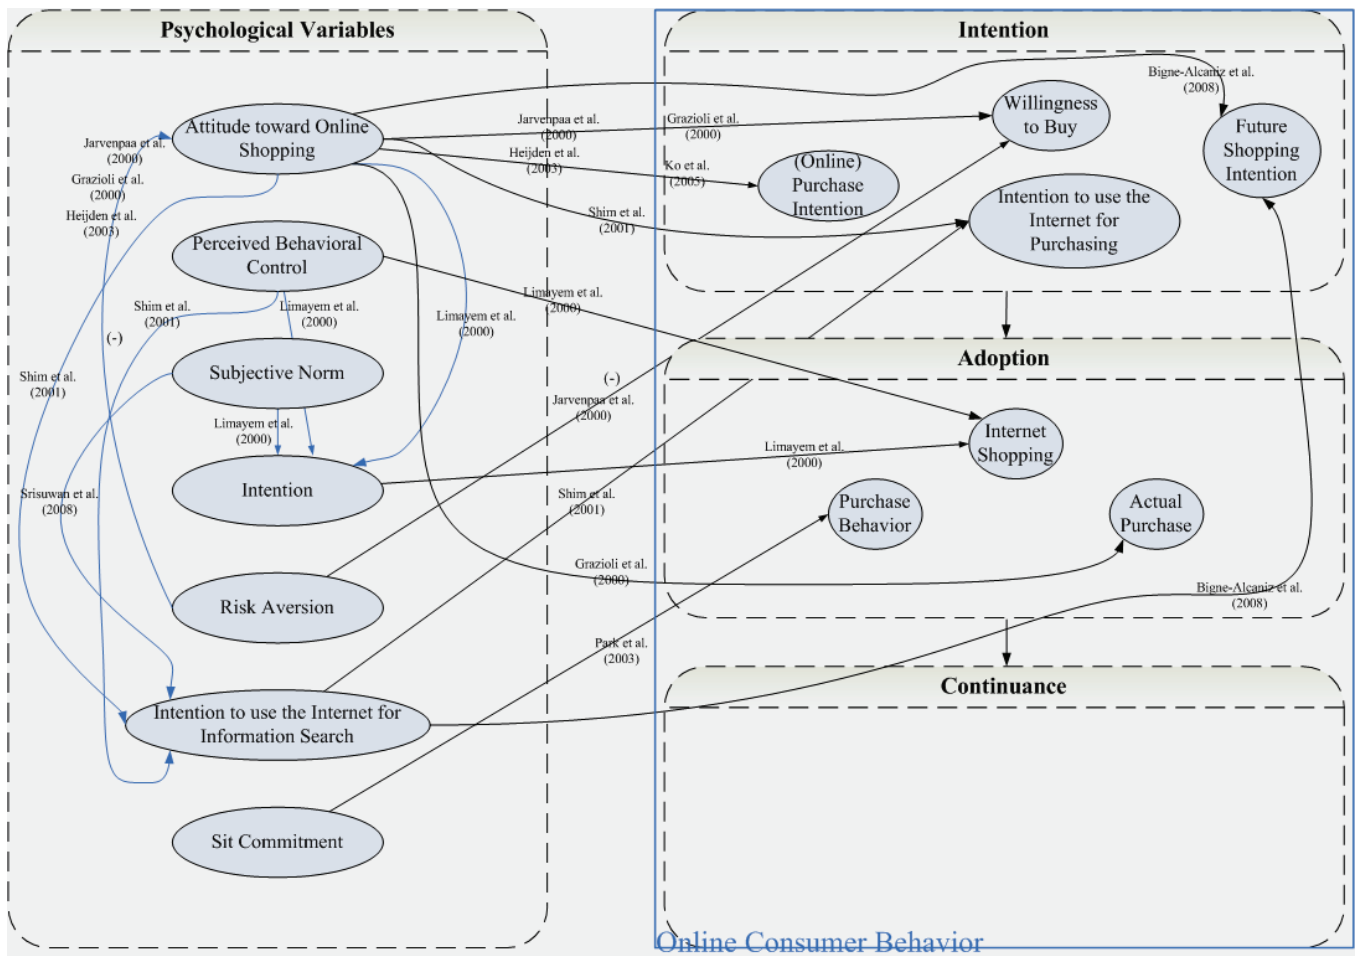 Psychological Variables
Intention
Bigne-Alcaniz et al.
(2008)
Attitude toward Online
Shopping
Jarvenpaa et al.
(2000)
Grazioli et al.
(2000)
Willingness
to Buy
Future
Shopping
Intention
Jarvenpaa et al.
(2000)
Grazioli et al.
(2000)
Heijden et al.
(2003)
Heijden et al.
(2003)
Ko et al.
(2005)
(Online)
Purchase
Intention
Shim et al.
(2001)
Intention to use the
Internet for
Purchasing
Perceived Behavioral
Control
Shim et al.
(2001)
Limayem et al.
(2000)
Limayem et al.
(2000)
Limayem et al.
(2000)
(-)
Adoption
Shim et al.
(2001)
Subjective Norm
(-)
Jarvenpaa et al.
(2000)
Limayem et al.
(2000)
Internet
Shopping
Limayem et al.
(2000)
Srisuwan et al.
(2008)
Intention
Shim et al.
(2001)
Purchase
Behavior
Actual
Purchase
Grazioli et al.
(2000)
Bigne-Alcaniz et al.
(2008)
Risk Aversion
Park et al.
(2003)
Continuance
Intention to use the Internet for
Information Search
Sit Commitment
Online Consumer Behavior